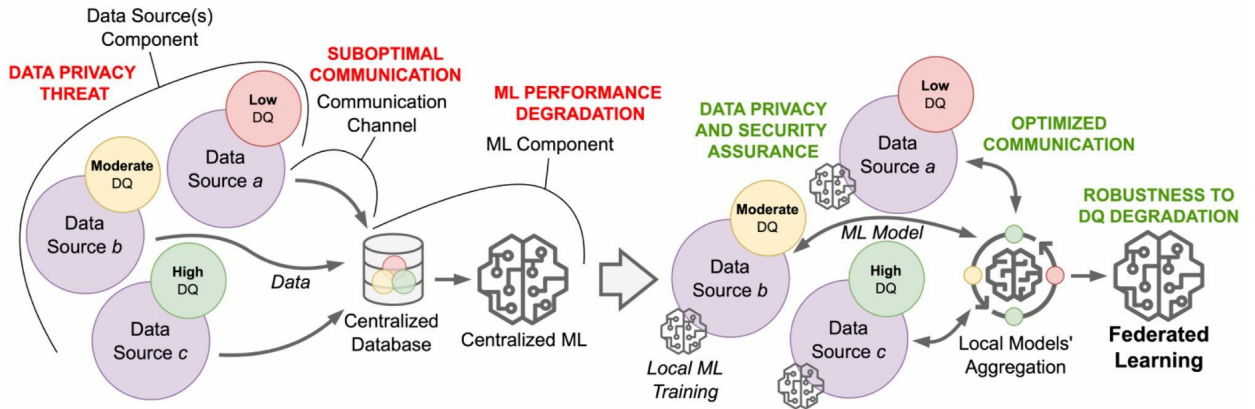 Data Source(s)
Component
DATA PRIVACY
THREAT
SUBOPTIMAL
COMMUNICATION
Communication
Channel
ML PERFORMANCE
DEGRADATION
ML Component
Low
DQ
Data
Source a
Moderate
DQ
Data
Source b
High
DQ
Data
Source c
Data
Centralized
Database
Centralized ML
DATA PRIVACY
AND SECURITY
ASSURANCE
Low
DQ
Data
Source a
OPTIMIZED
COMMUNICATION
ROBUSTNESS TO
DQ DEGRADATION
Moderate
DQ
Data
Source b
ML Model
High
DQ
Data
Source c
Local ML
Training
Local Models'
Aggregation
Federated
Learning